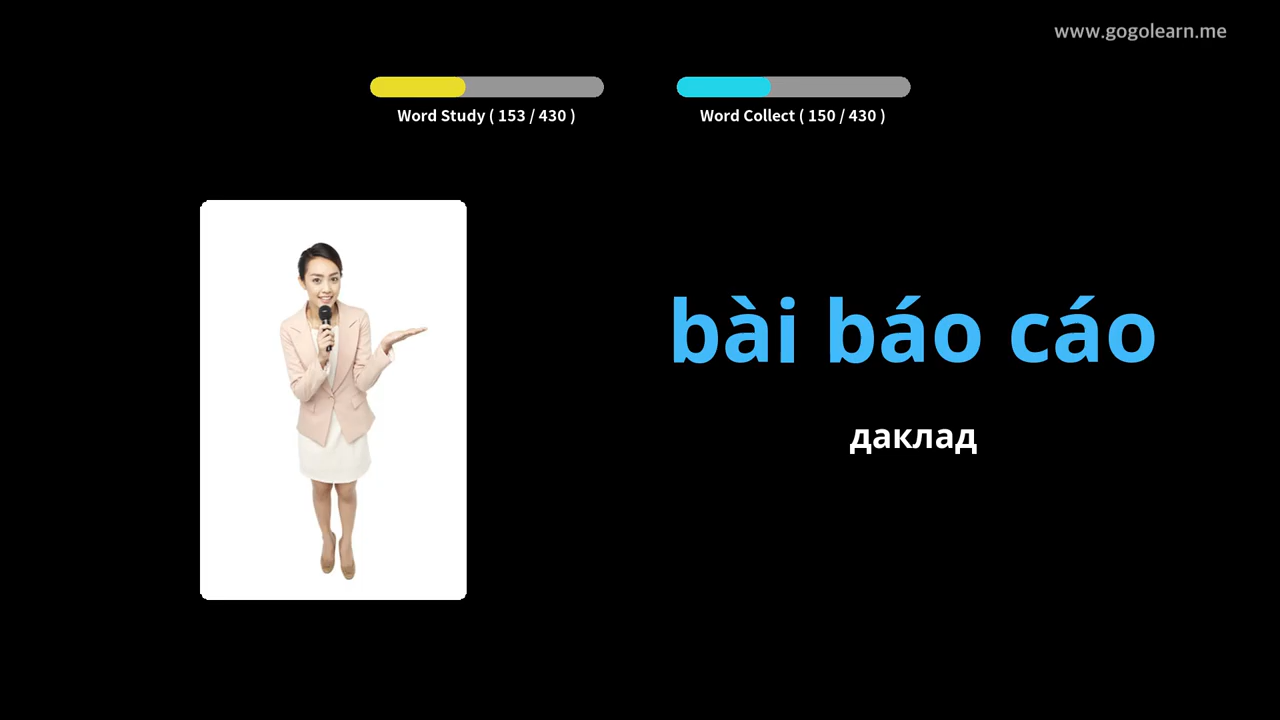 www.gogolearn.me
Word Study ( 153 / 430 )
Word Collect ( 150 / 430 )
bài báo cáo
даклад